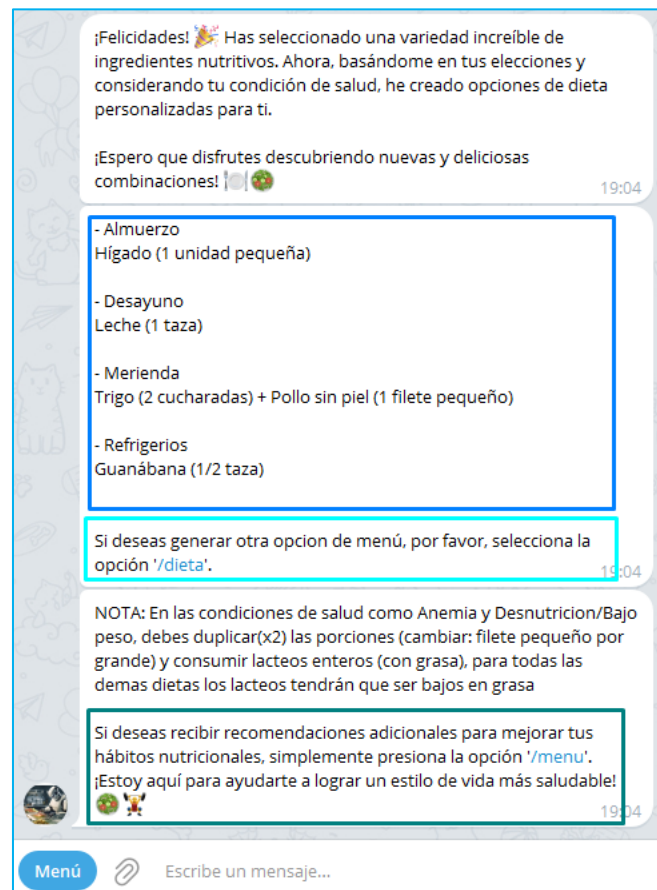 ¡Felicidades! 🎉 Has seleccionado una variedad increíble de
ingredientes nutritivos. Ahora, basándome en tus elecciones y
considerando tu condición de salud, he creado opciones de dieta
personalizadas para ti.
¡Espero que disfrutes descubriendo nuevas y deliciosas
combinaciones! 🍽️🥗
19:04
- Almuerzo
Hígado (1 unidad pequeña)
- Desayuno
Leche (1 taza)
- Merienda
Trigo (2 cucharadas) + Pollo sin piel (1 filete pequeño)
- Refrigerios
Guanábana (1/2 taza)
Si deseas generar otra opcion de menú, por favor, selecciona la
opción '/dieta'.
19:04
NOTA: En las condiciones de salud como Anemia y Desnutricion/Bajo
peso, debes duplicar(x2) las porciones (cambiar: filete pequeño por
grande) y consumir lacteos enteros (con grasa), para todas las
demas dietas los lacteos tendrán que ser bajos en grasa
Si deseas recibir recomendaciones adicionales para mejorar tus
hábitos nutricionales, simplemente presiona la opción '/menu'.
¡Estoy aquí para ayudarte a lograr un estilo de vida más saludable!
🥗🏋️
19:04
Menú
Escribe un mensaje...